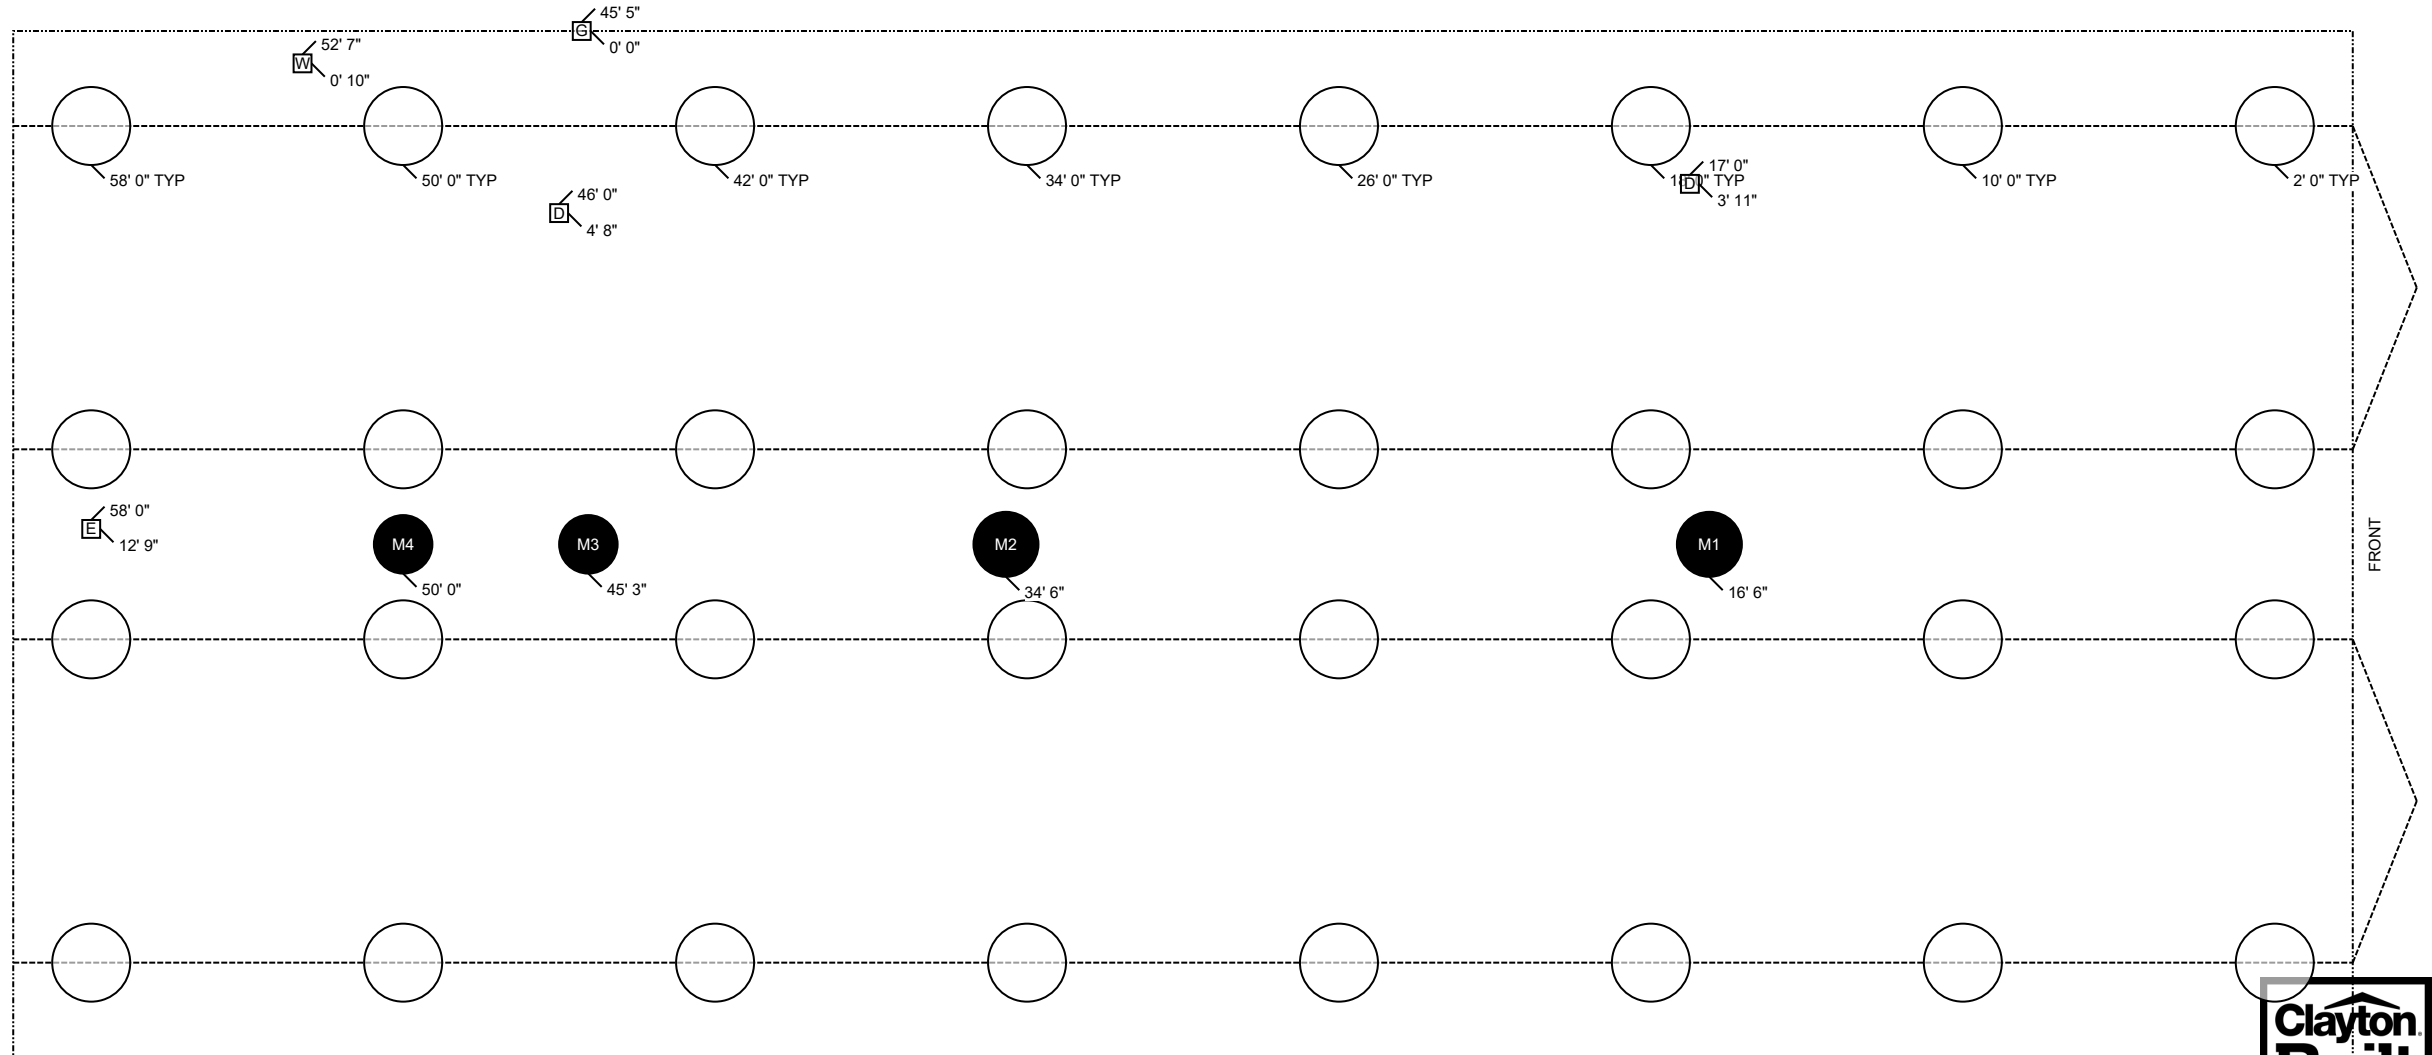 45' 5"
G
0' 0"
52' 7"
W
0' 10"
58' 0" TYP
50' 0" TYP
42' 0" TYP
34' 0" TYP
26' 0" TYP
17' 0"
D
TYP
3' 11"
10' 0" TYP
2' 0" TYP
46' 0"
D
4' 8"
58' 0"
E
12' 9"
M4
50' 0"
M3
45' 3"
M2
34' 6"
M1
16' 6"
FRONT
Clayton